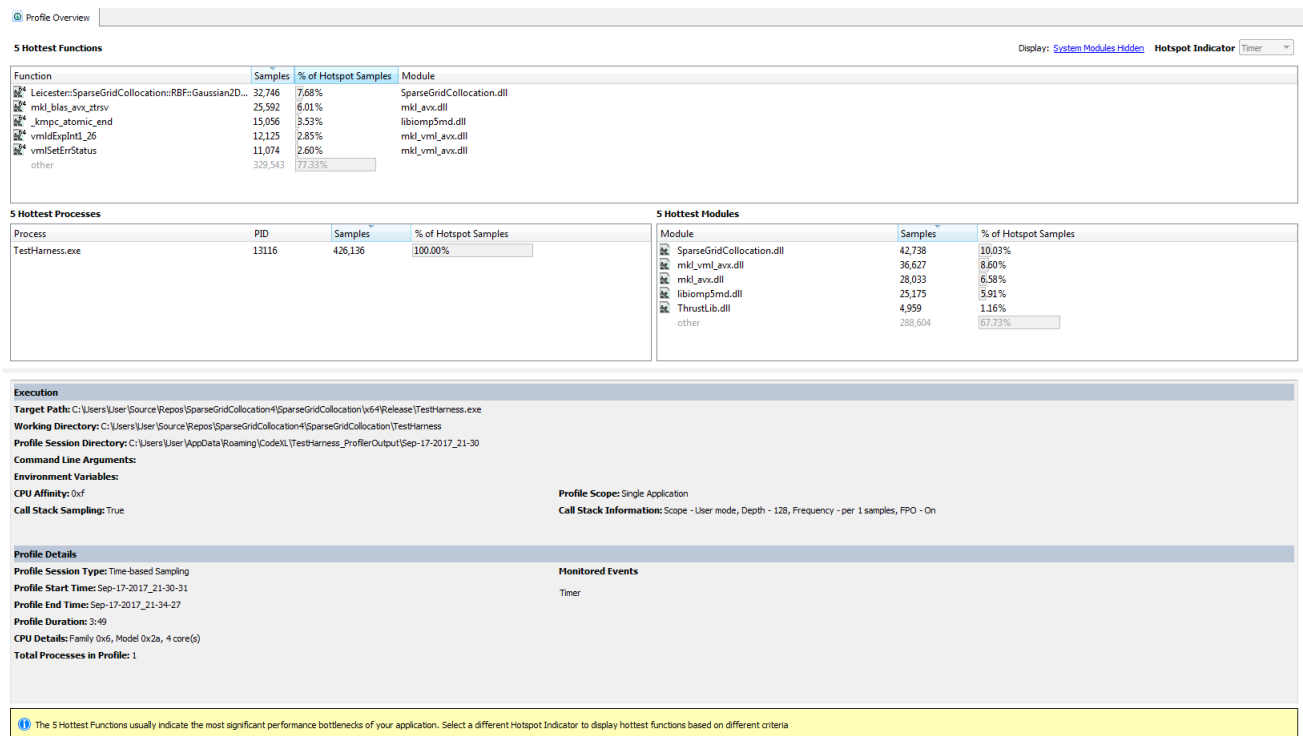 Profile Overview
5 Hottest Functions Display: System Modules Hidden Hotspot Indicator Timer
Function Samples % of Hotspot Samples Module
Leicester::SparseGridCollocation::RBF::Gaussian2D... 32,746 7.68% SparseGridCollocation.dll
mkl_blas_avx_ztrsv 25,592 6.01% mkl_avx.dll
_kmpc_atomic_end 15,056 3.53% libiomp5md.dll
vmldExpInt1_26 12,125 2.85% mkl_vml_avx.dll
vmlSetErrStatus 11,074 2.60% mkl_vml_avx.dll
other 329,543 77.33%
5 Hottest Processes
Process PID Samples % of Hotspot Samples
TestHarness.exe 13116 426,136 100.00%
5 Hottest Modules
Module Samples % of Hotspot Samples
SparseGridCollocation.dll 42,738 10.03%
mkl_vml_avx.dll 36,627 8.60%
mkl_avx.dll 28,033 6.58%
libiomp5md.dll 25,175 5.91%
ThrustLib.dll 4,959 1.16%
other 288,604 67.73%
Execution
Target Path: C:\Users\User\Source\Repos\SparseGridCollocation4\SparseGridCollocation\x64\Release\TestHarness.exe
Working Directory: C:\Users\User\Source\Repos\SparseGridCollocation4\SparseGridCollocation\TestHarness
Profile Session Directory: C:\Users\User\AppData\Roaming\CodeXL\TestHarness_ProfilerOutput\Sep-17-2017_21-30
Command Line Arguments:
Environment Variables:
CPU Affinity: 0xf Profile Scope: Single Application
Call Stack Sampling: True Call Stack Information: Scope - User mode, Depth - 128, Frequency - per 1 samples, FPO - On
Profile Details
Profile Session Type: Time-based Sampling Monitored Events
Profile Start Time: Sep-17-2017_21-30-31 Timer
Profile End Time: Sep-17-2017_21-34-27
Profile Duration: 3:49
CPU Details: Family 0x6, Model 0x2a, 4 core(s)
Total Processes in Profile: 1
The 5 Hottest Functions usually indicate the most significant performance bottlenecks of your application. Select a different Hotspot Indicator to display hottest functions based on different criteria